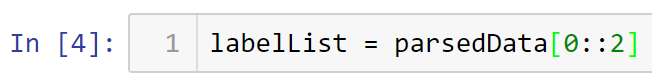 In [4]: 1 labelList = parsedData[0::2]